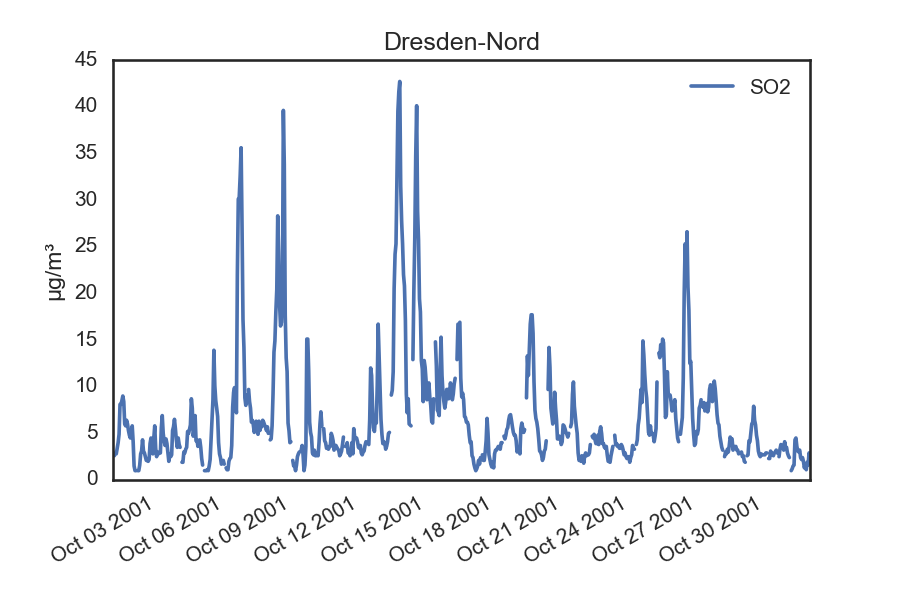 Dresden-Nord
SO2
µg/m³
45
40
35
30
25
20
15
10
5
0
Oct 03 2001
Oct 06 2001
Oct 09 2001
Oct 12 2001
Oct 15 2001
Oct 18 2001
Oct 21 2001
Oct 24 2001
Oct 27 2001
Oct 30 2001